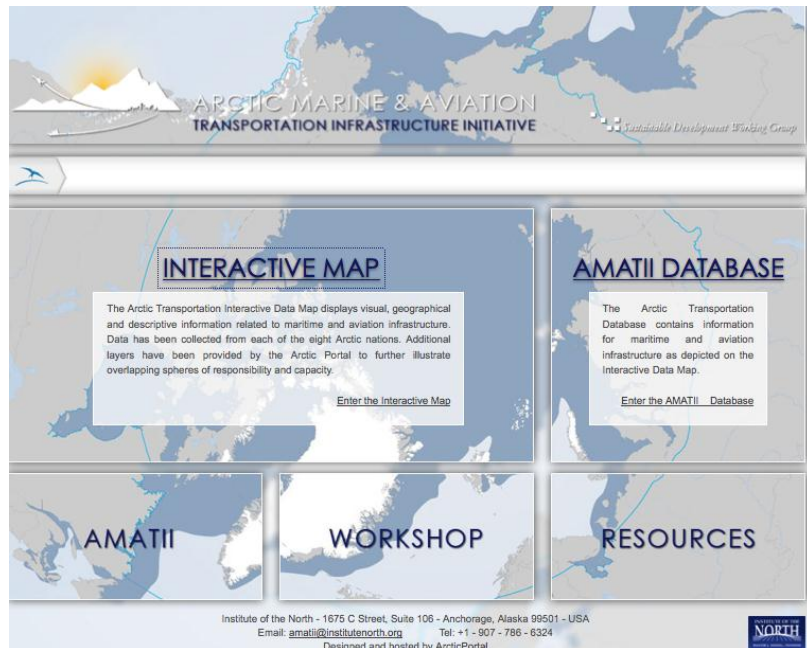 ARCTIC MARINE & AVIATION
TRANSPORTATION INFRASTRUCTURE INITIATIVE
Sustainable Development Working Group
INTERACTIVE MAP
The Arctic Transportation Interactive Data Map displays visual, geographical
and descriptive information related to maritime and aviation infrastructure.
Data has been collected from each of the eight Arctic nations. Additional
layers have been provided by the Arctic Portal to further illustrate
overlapping spheres of responsibility and capacity.
Enter the Interactive Map
AMATII DATABASE
The Arctic Transportation
Database contains information
for maritime and aviation
infrastructure as depicted on the
Interactive Data Map.
Enter the AMATII Database
AMATII
WORKSHOP
RESOURCES
Institute of the North - 1675 C Street, Suite 106 - Anchorage, Alaska 99501 - USA
Email: amatii@institutenorth.org Tel: +1 - 907 - 786 - 6324
Designed and hosted by ArcticPortal
INSTITUTE OF THE
NORTH